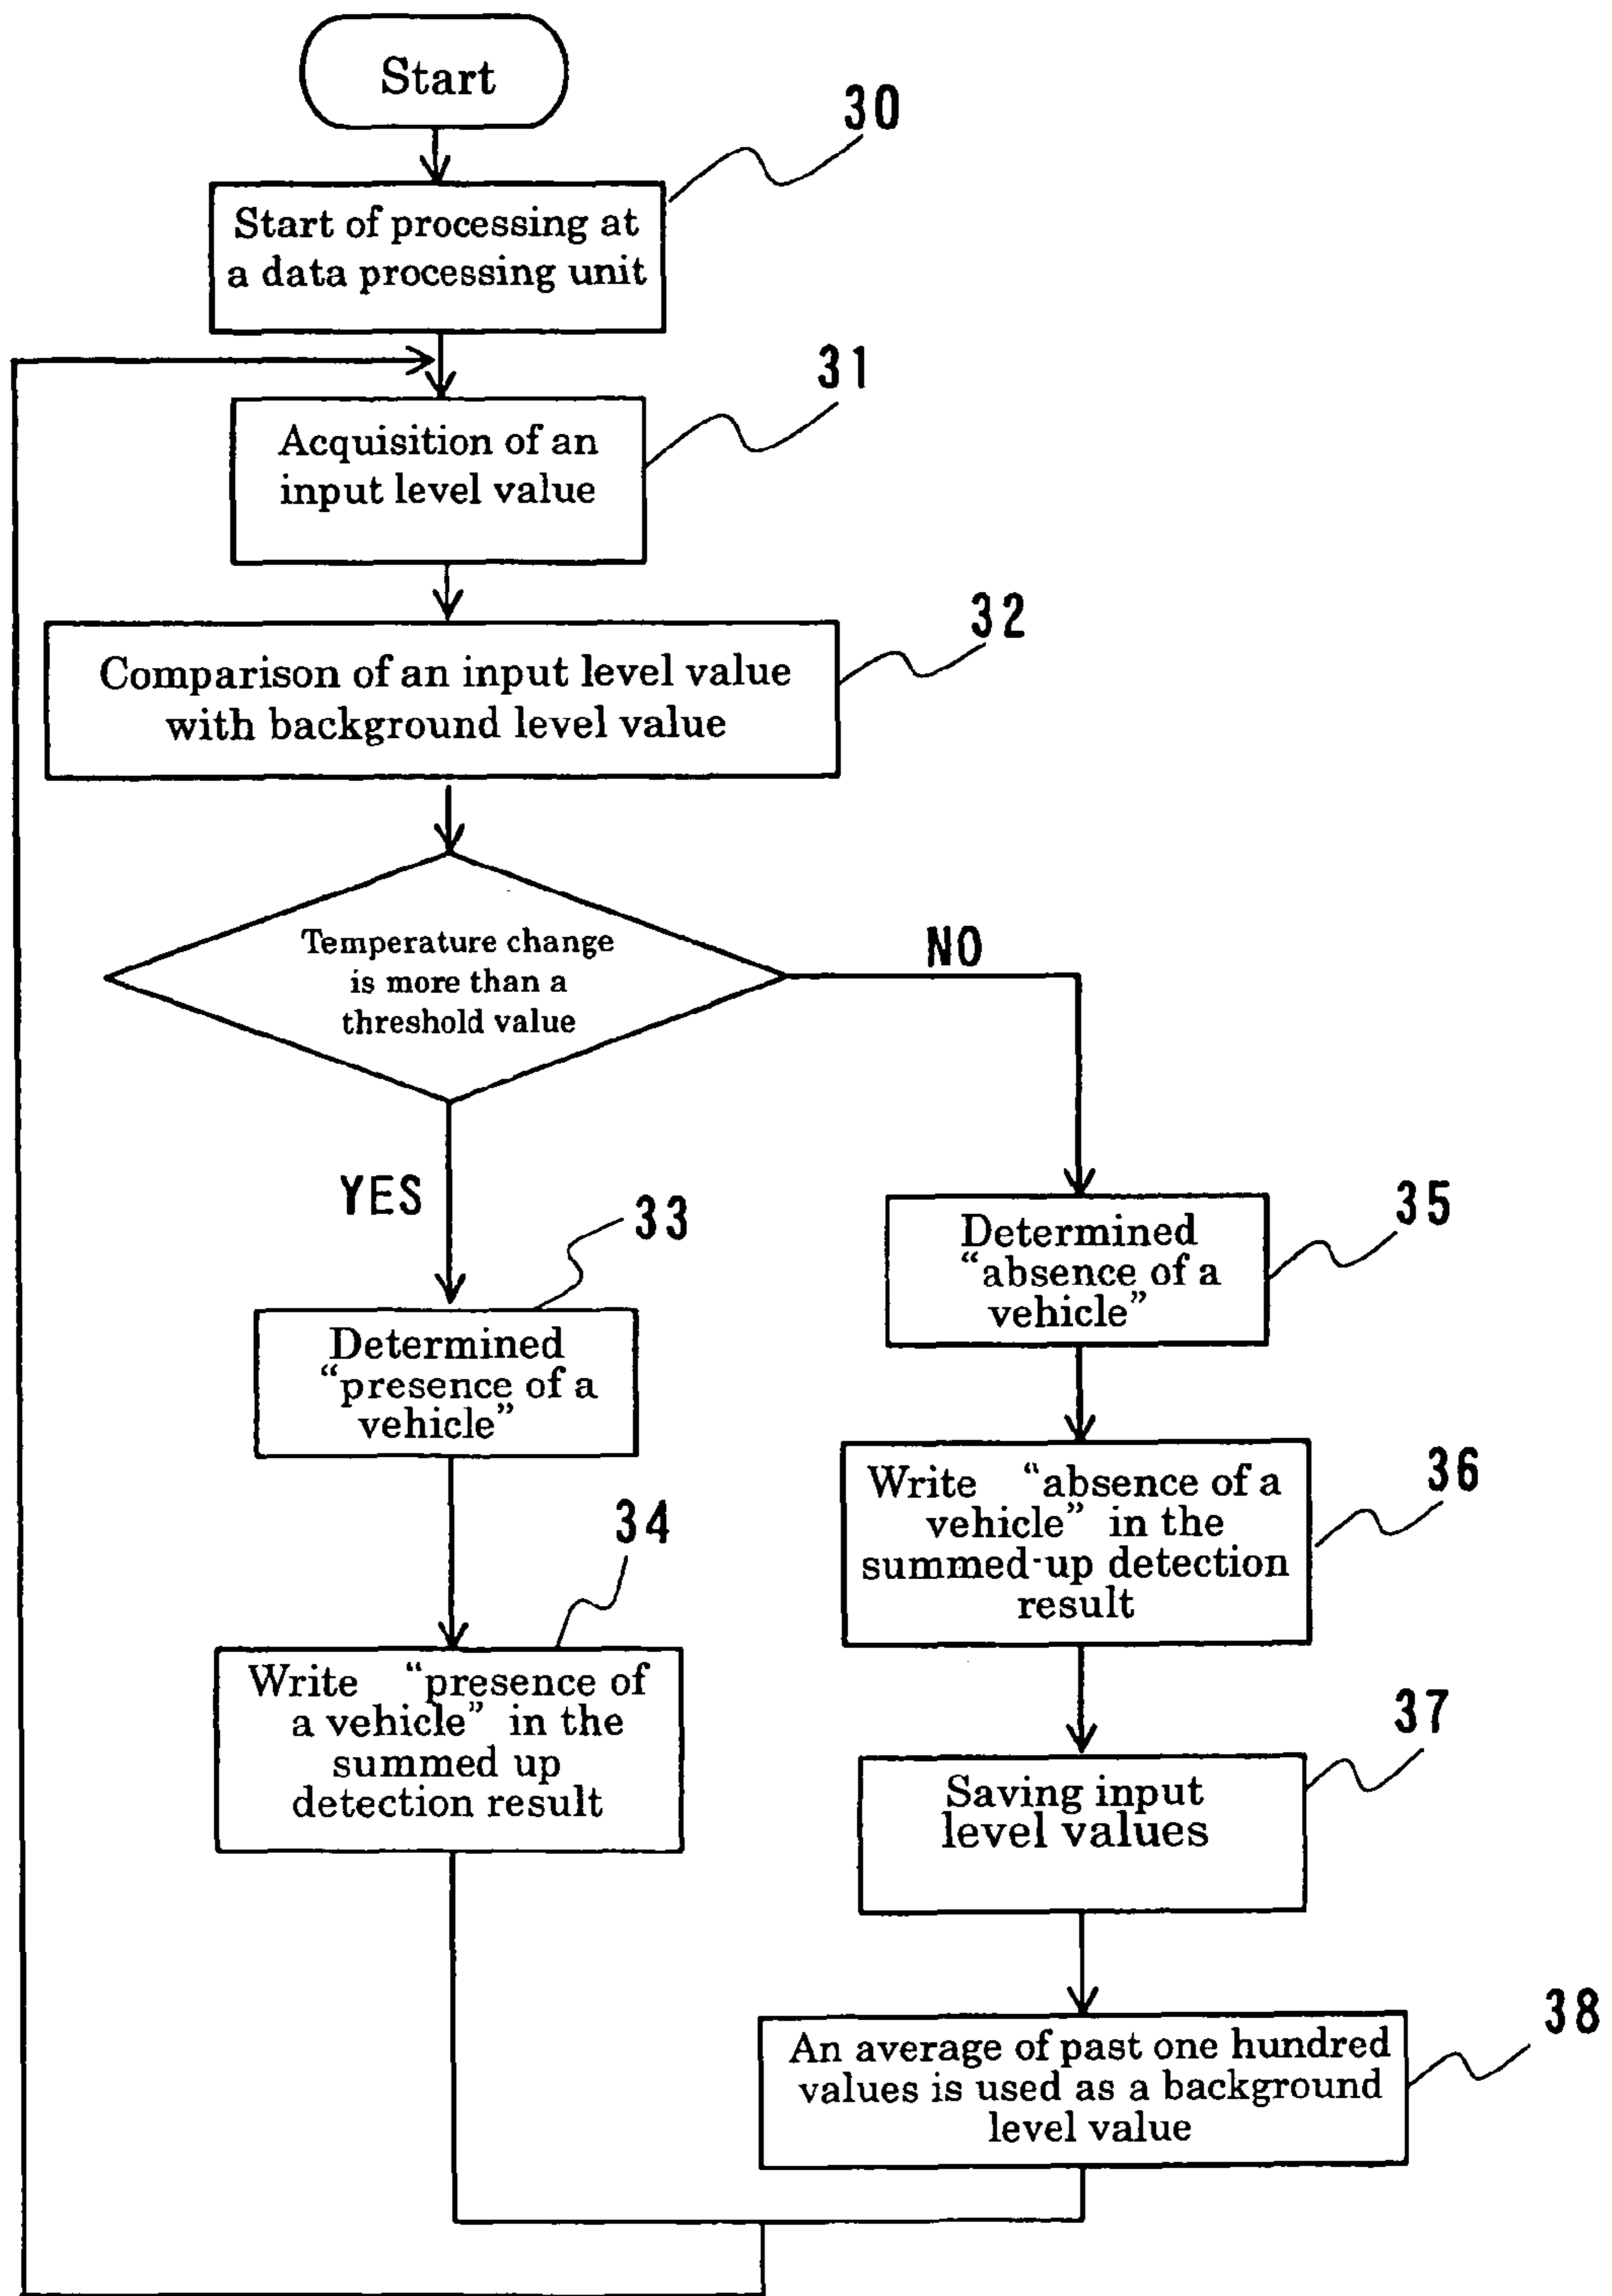 Start
30
Start of processing at
a data processing unit
31
Acquisition of an
input level value
32
Comparison of an input level value
with background level value
Temperature change
is more than a
threshold value
NO
YES
33
Determined
“presence of a
vehicle”
34
Write “presence of
a vehicle” in the
summed up
detection result
35
Determined
“absence of a
vehicle”
36
Write “absence of a
vehicle” in the
summed-up detection
result
37
Saving input
level values
38
An average of past one hundred
values is used as a background
level value